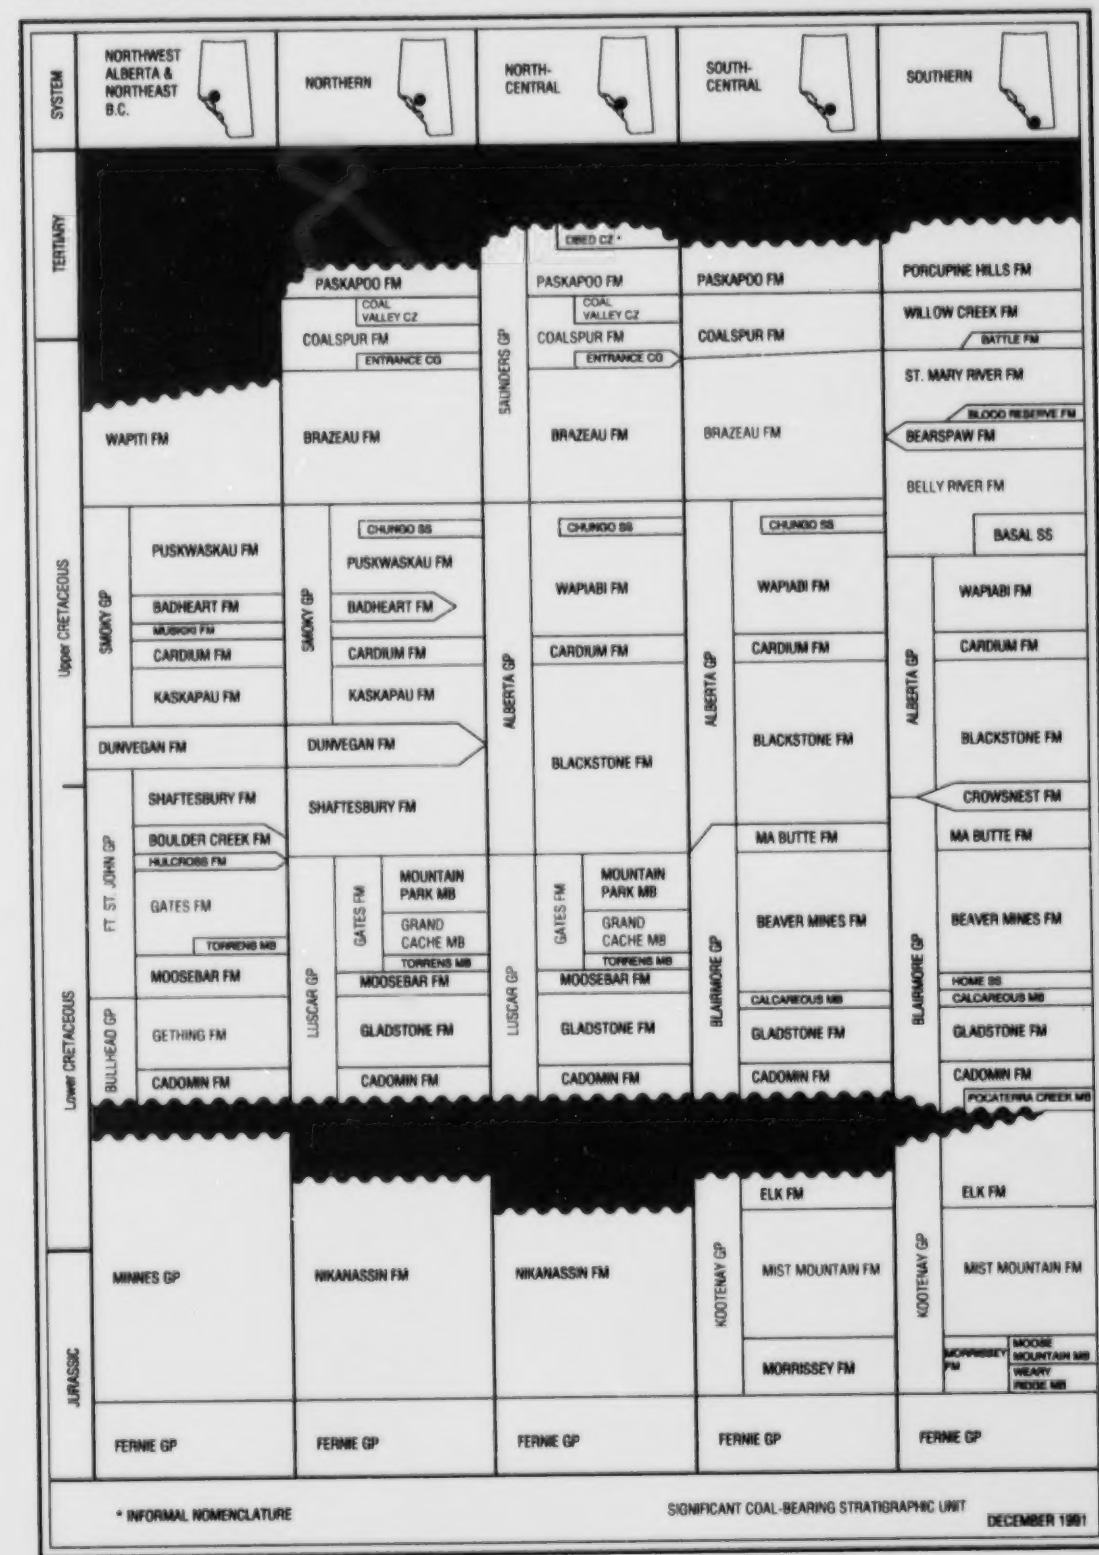 SYSTEM
NORTHWEST
ALBERTA &
NORTHEAST
B.C.
NORTHERN
NORTH-
CENTRAL
SOUTH-
CENTRAL
SOUTHERN
TERTIARY
Upper CRETACEOUS
Lower CRETACEOUS
JURASSIC
WAPITI FM
SMOKY GP
PUSKWASKAU FM
BADHEART FM
MUSKIKI FM
CARDIUM FM
KASKAPAU FM
DUNVEGAN FM
FT ST. JOHN GP
SHAFTESBURY FM
BOULDER CREEK FM
HULCROSS FM
GATES FM
TORRENS MB
MOOSEBAR FM
BULLHEAD GP
GETHING FM
CADOMIN FM
MINNES GP
FERNIE GP
PASKAPOO FM
COAL
VALLEY CZ
COALSPUR FM
ENTRANCE CG
BRAZEAU FM
SMOKY GP
CHUNGO SS
PUSKWASKAU FM
BADHEART FM
CARDIUM FM
KASKAPAU FM
DUNVEGAN FM
SHAFTESBURY FM
LUSCAR GP
GATES FM
MOUNTAIN
PARK MB
GRAND
CACHE MB
TORRENS MB
MOOSEBAR FM
GLADSTONE FM
CADOMIN FM
NIKANASSIN FM
FERNIE GP
SAUNDERS GP
OBED CZ *
PASKAPOO FM
COAL
VALLEY CZ
COALSPUR FM
ENTRANCE CG
BRAZEAU FM
ALBERTA GP
CHUNGO SS
WAPIABI FM
CARDIUM FM
BLACKSTONE FM
LUSCAR GP
GATES FM
MOUNTAIN
PARK MB
GRAND
CACHE MB
TORRENS MB
MOOSEBAR FM
GLADSTONE FM
CADOMIN FM
NIKANASSIN FM
FERNIE GP
PASKAPOO FM
COALSPUR FM
BRAZEAU FM
ALBERTA GP
CHUNGO SS
WAPIABI FM
CARDIUM FM
BLACKSTONE FM
BLAIRMORE GP
MA BUTTE FM
BEAVER MINES FM
CALCAREOUS MB
GLADSTONE FM
CADOMIN FM
KOOTENAY GP
ELK FM
MIST MOUNTAIN FM
MORRISSEY FM
FERNIE GP
PORCUPINE HILLS FM
WILLOW CREEK FM
BATTLE FM
ST. MARY RIVER FM
BLOOD RESERVE FM
BEARSPAW FM
BELLY RIVER FM
BASAL SS
ALBERTA GP
WAPIABI FM
CARDIUM FM
BLACKSTONE FM
CROWSNEST FM
BLAIRMORE GP
MA BUTTE FM
BEAVER MINES FM
HOME SS
CALCAREOUS MB
GLADSTONE FM
CADOMIN FM
POCATERRA CREEK MB
KOOTENAY GP
ELK FM
MIST MOUNTAIN FM
MORRISSEY
FM
MOOSE
MOUNTAIN MB
WEARY
RIDGE MB
FERNIE GP
* INFORMAL NOMENCLATURE
SIGNIFICANT COAL-BEARING STRATIGRAPHIC UNIT
DECEMBER 1991